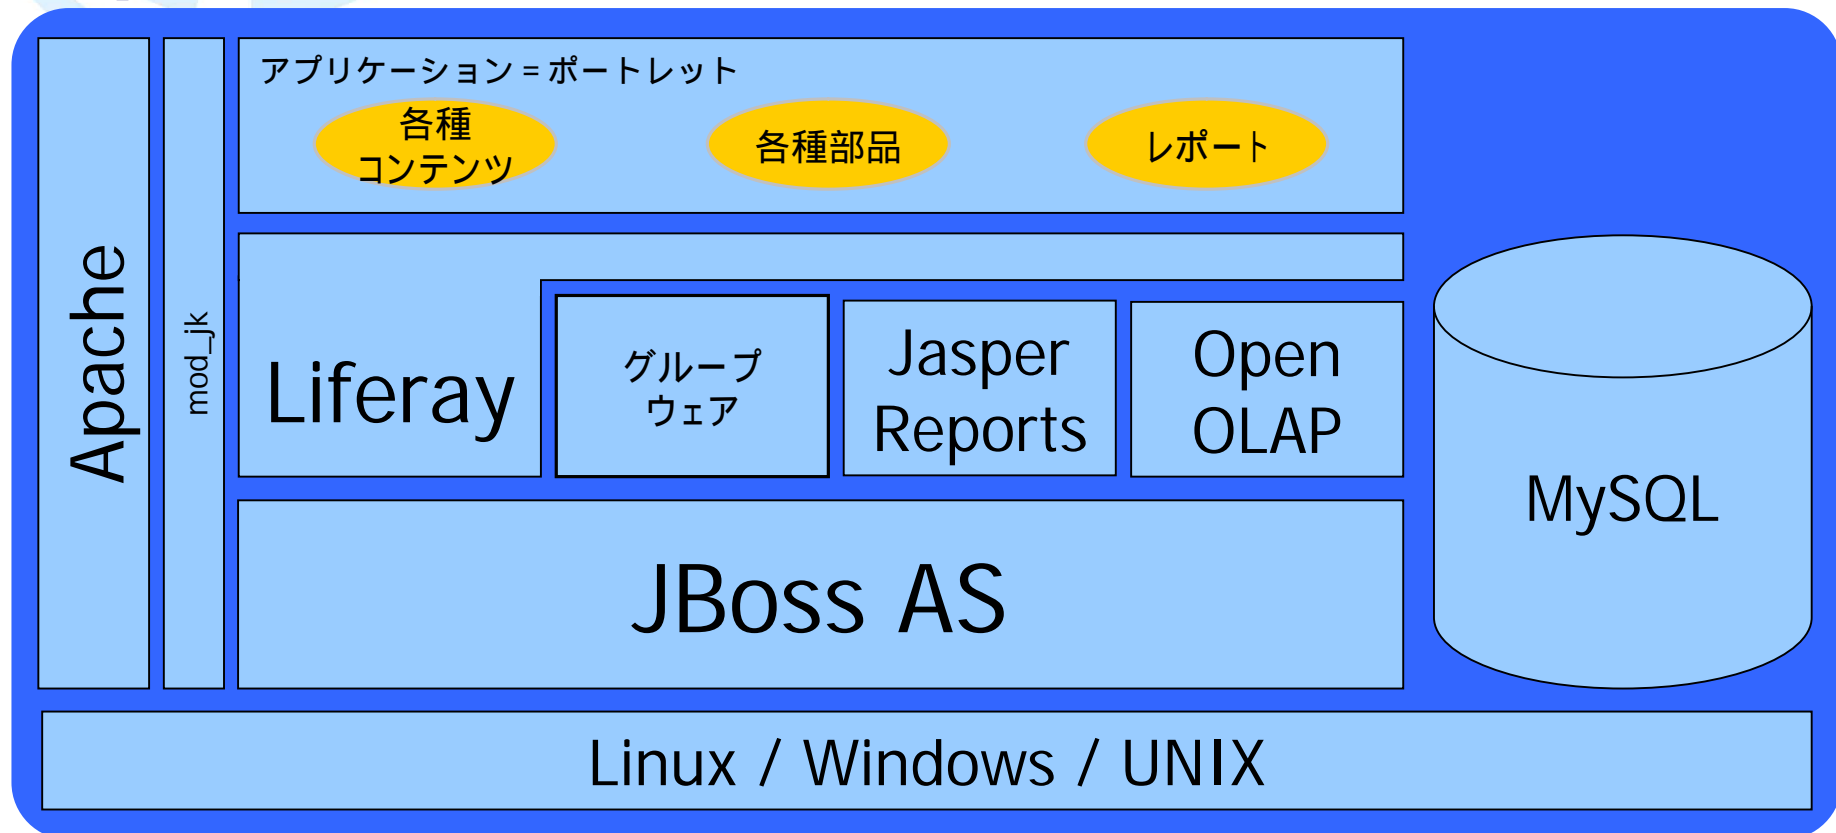 アプリケーション = ポートレット
各種
コンテンツ
各種部品
レポート
Apache
mod_jk
Liferay
グループ
ウェア
Jasper
Reports
Open
OLAP
MySQL
JBoss AS
Linux / Windows / UNIX